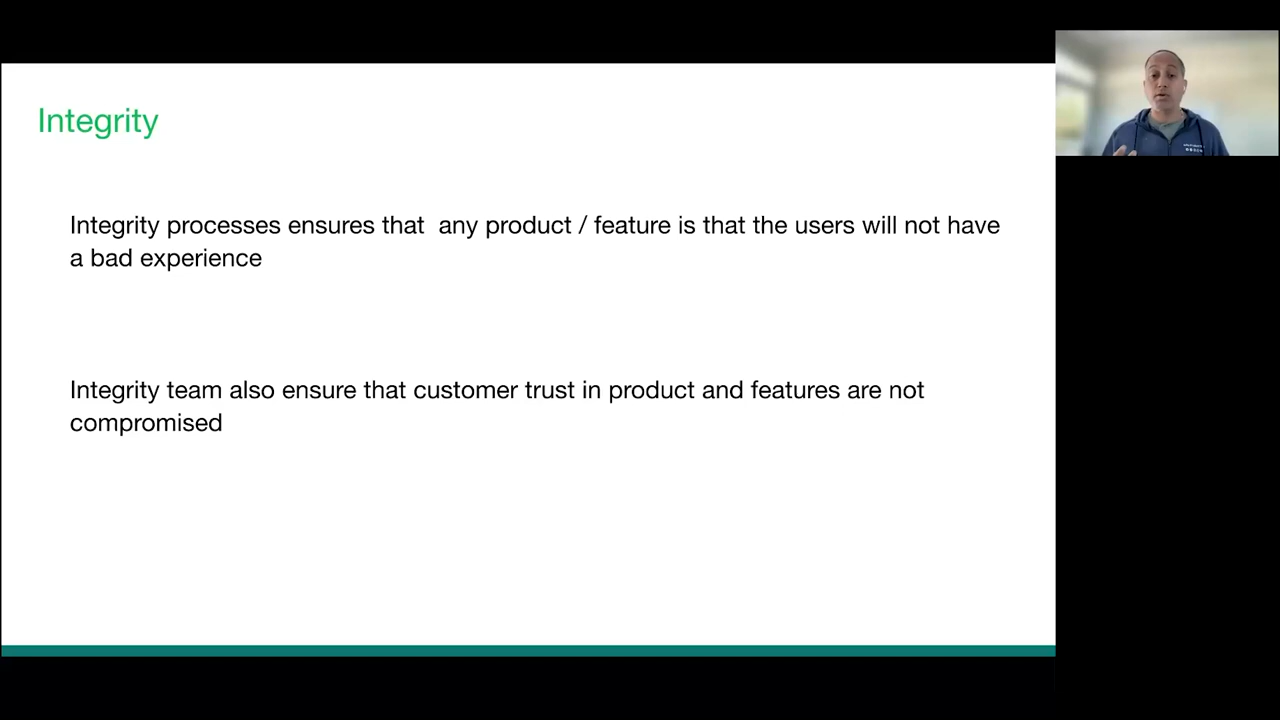 Integrity
Integrity processes ensures that  any product / feature is that the users will not have
a bad experience
Integrity team also ensure that customer trust in product and features are not
compromised